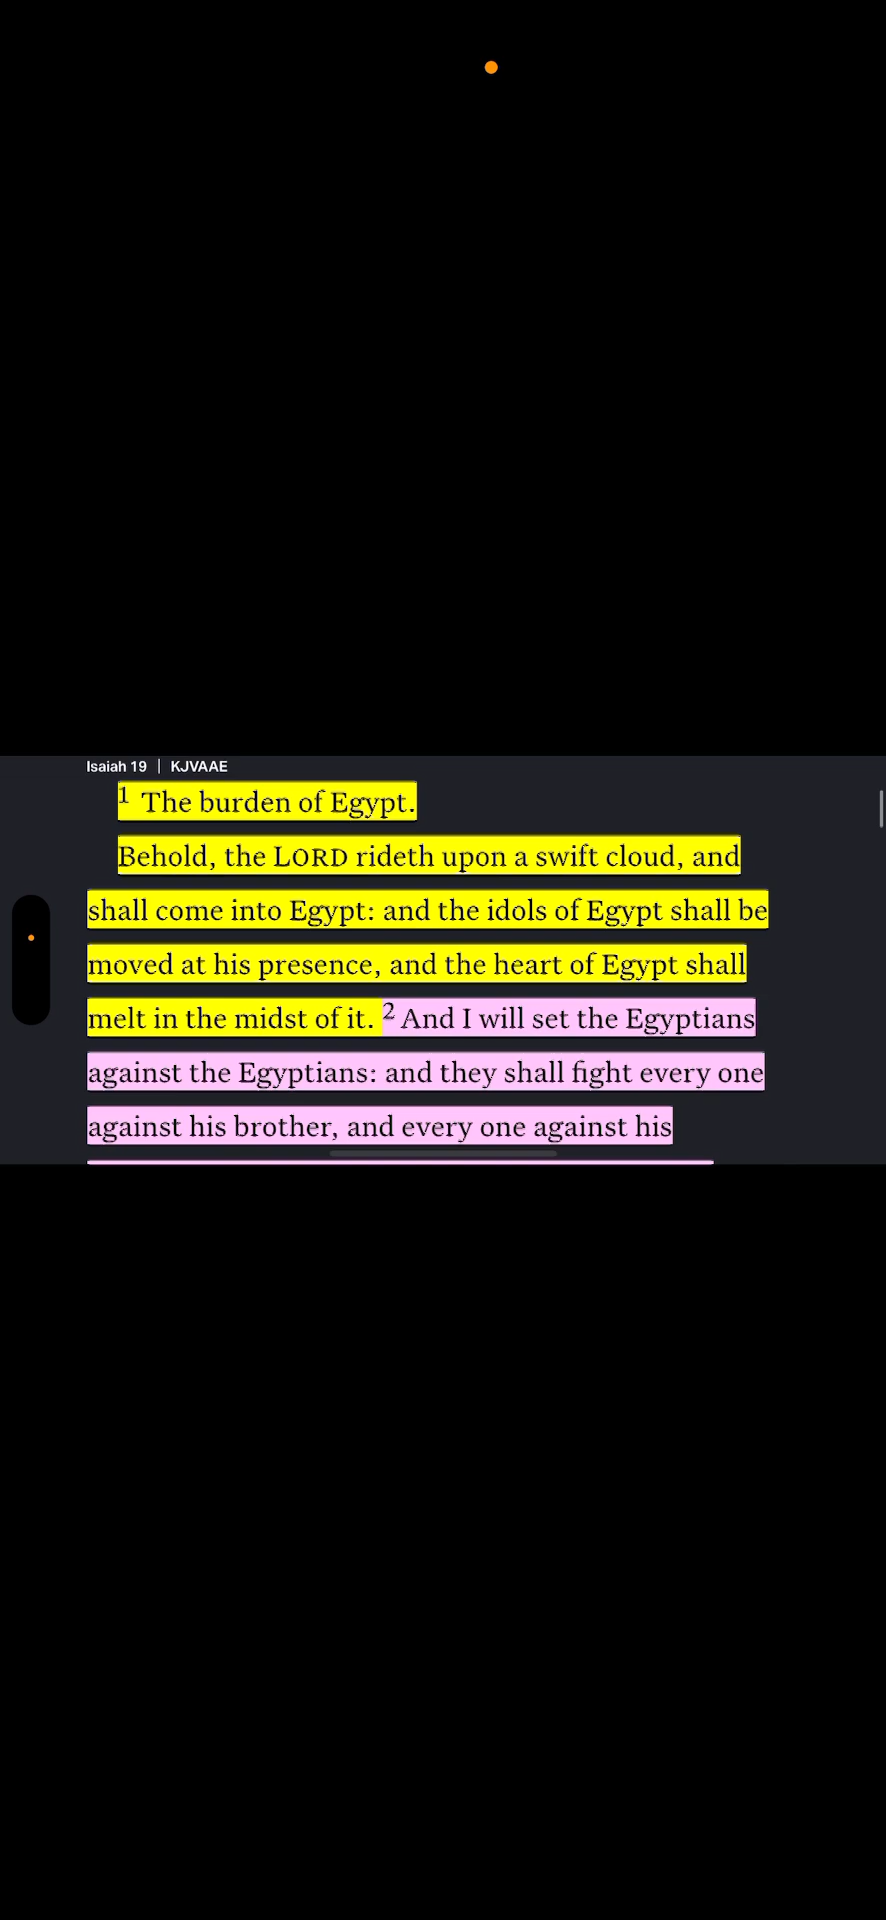 Isaiah 19 | KJVAAE
1 The burden of Egypt.
Behold, the LORD rideth upon a swift cloud, and
shall come into Egypt: and the idols of Egypt shall be
moved at his presence, and the heart of Egypt shall
melt in the midst of it. 2 And I will set the Egyptians
against the Egyptians: and they shall fight every one
against his brother, and every one against his